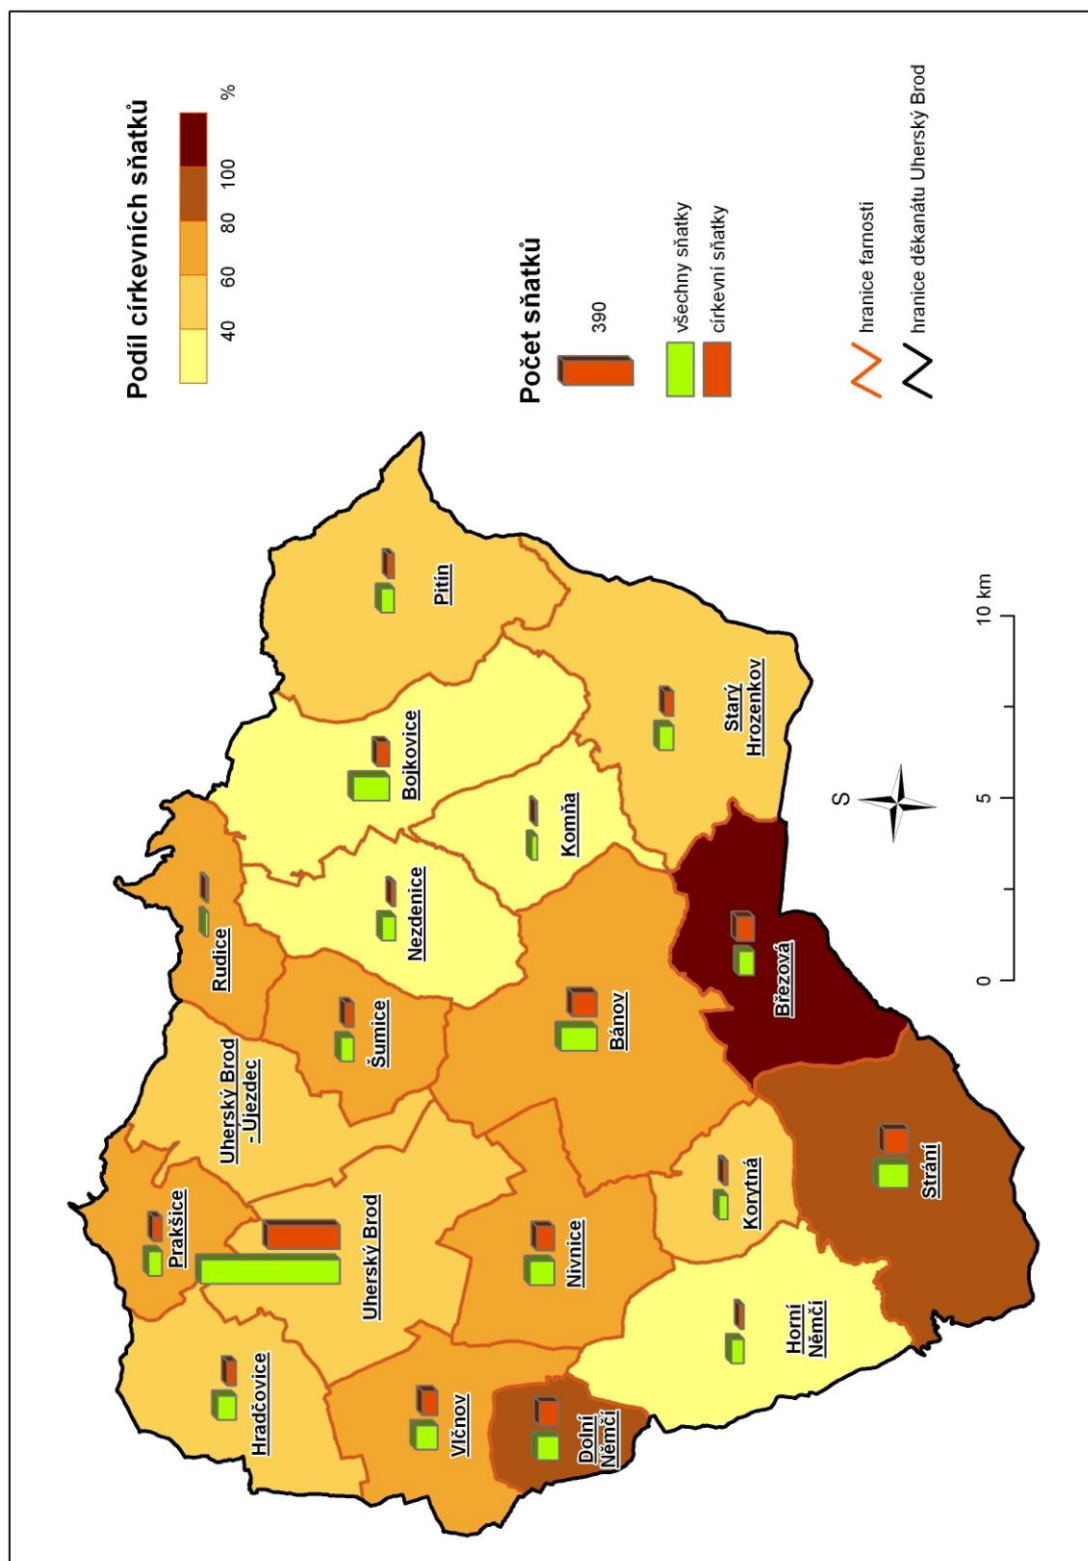 Podíl církevních sňatků
40
60
80
100
%
Počet sňatků
390
všechny sňatky
církevní sňatky
hranice farnosti
hranice děkanátu Uherský Brod
Prakšice
Rudice
Uherský Brod
- Újezdec
Hradčovice
Uherský Brod
Šumice
Nezdenice
Bojkovice
Pitín
Vlčnov
Nivnice
Bánov
Komňa
Dolní
Němčí
Horní
Němčí
Korytná
Starý
Hrozenkov
Březová
Strání
S
0
5
10 km